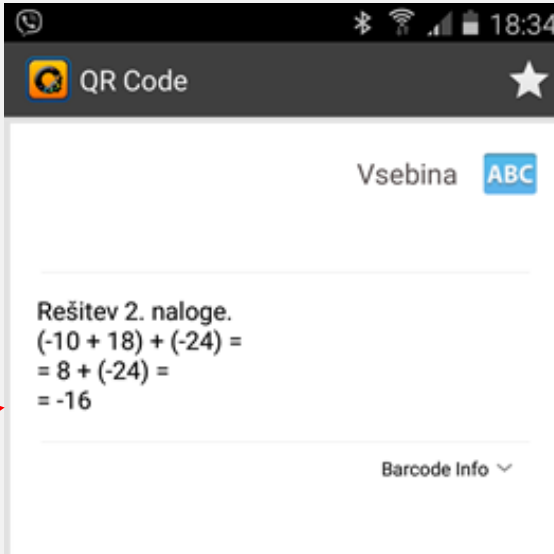 18:34
QR Code
Vsebina ABC
Rešitev 2. naloge.
(-10 + 18) + (-24) =
= 8 + (-24) =
= -16
Barcode Info